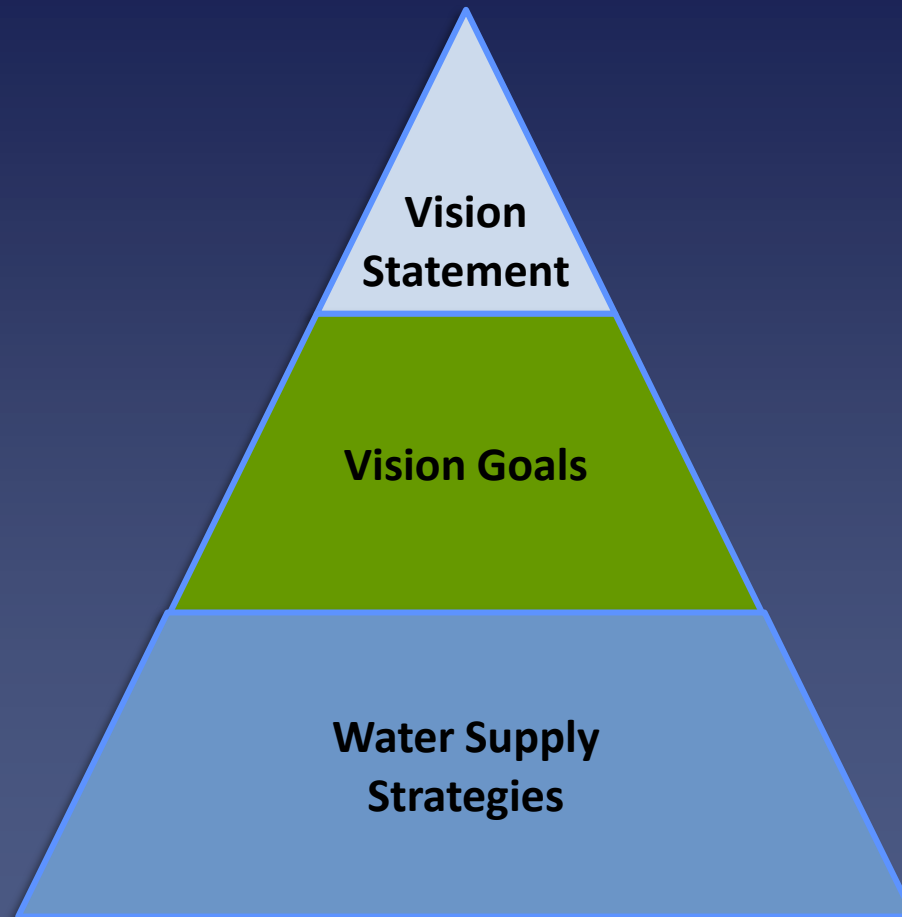 Vision
Statement
Vision Goals
Water Supply
Strategies